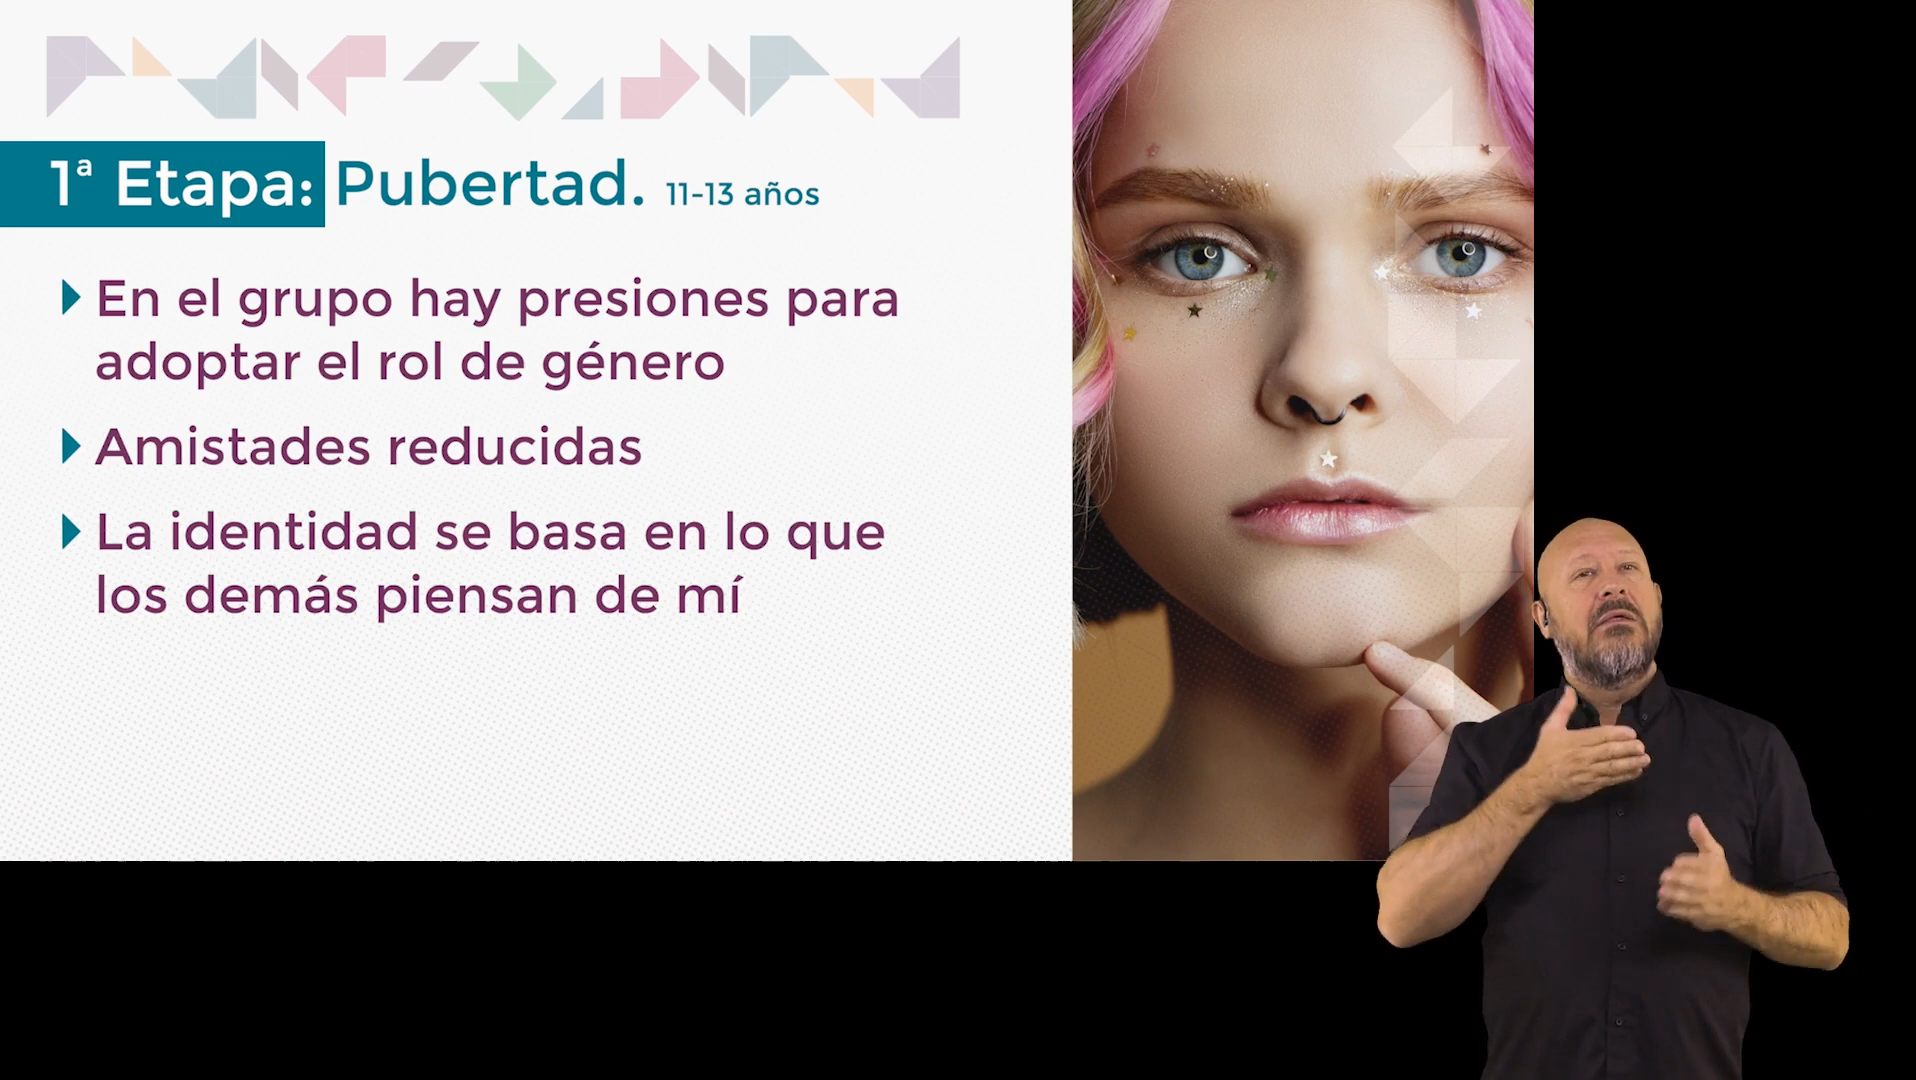 1ª Etapa: Pubertad. 11-13 años
En el grupo hay presiones para
adoptar el rol de género
Amistades reducidas
La identidad se basa en lo que
los demás piensan de mí